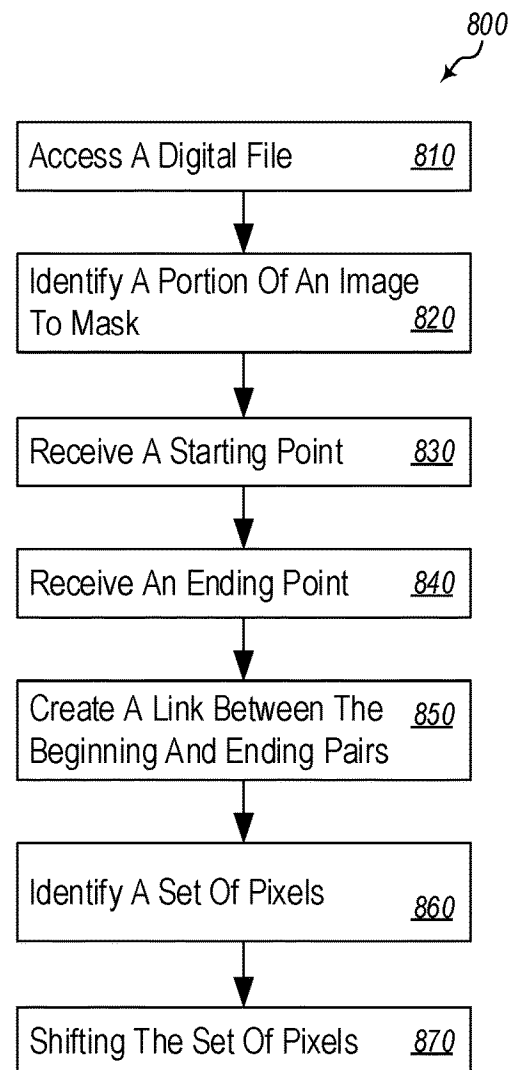 800
Access A Digital File 810
Identify A Portion Of An Image
To Mask 820
Receive A Starting Point 830
Receive An Ending Point 840
Create A Link Between The 850
Beginning And Ending Pairs
Identify A Set Of Pixels 860
Shifting The Set Of Pixels 870